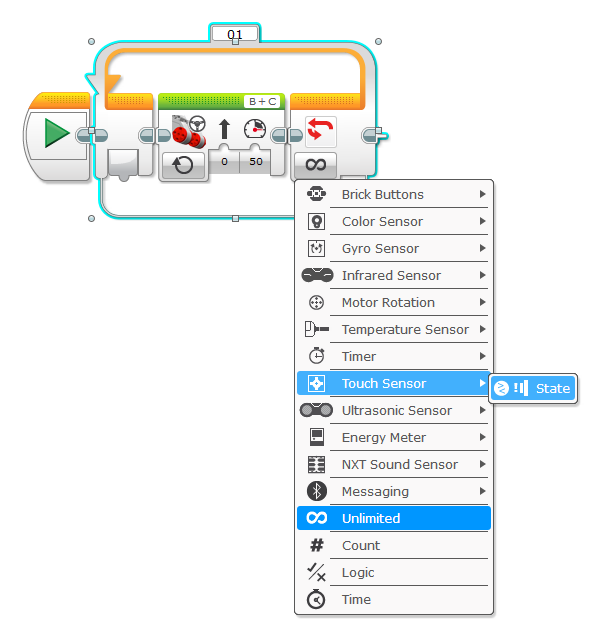 01
B + C
0
50
Brick Buttons
Color Sensor
Gyro Sensor
Infrared Sensor
Motor Rotation
Temperature Sensor
Timer
Touch Sensor
State
Ultrasonic Sensor
Energy Meter
NXT Sound Sensor
Messaging
Unlimited
# Count
Logic
Time